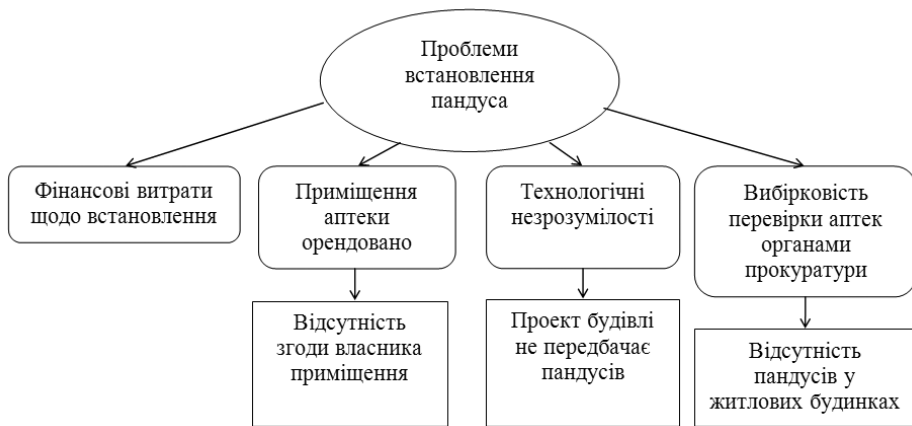 Проблеми
встановлення
пандуса
Фінансові витрати
щодо встановлення
Приміщення
аптеки
орендовано
Технологічні
незрозумілості
Вибірковість
перевірки аптек
органами
прокуратури
Відсутність
згоди власника
приміщення
Проект будівлі
не передбачає
пандусів
Відсутність
пандусів у
житлових будинках